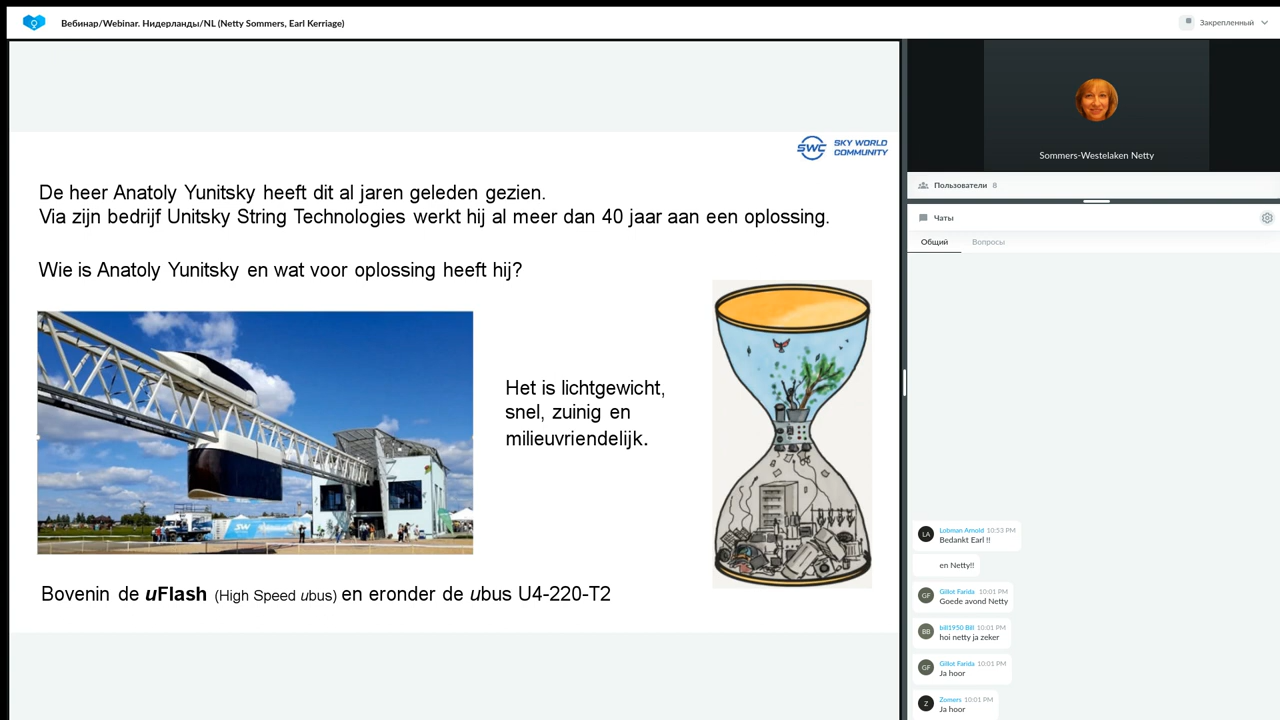 Вебинар/Webinar. Нидерланды/NL (Netty Sommers, Earl Kerriage)
Закрепленный
SWC SKY WORLD
COMMUNITY
De heer Anatoly Yunitsky heeft dit al jaren geleden gezien.
Via zijn bedrijf Unitsky String Technologies werkt hij al meer dan 40 jaar aan een oplossing.
Wie is Anatoly Yunitsky en wat voor oplossing heeft hij?
Het is lichtgewicht,
snel, zuinig en
milieuvriendelijk.
SW
Bovenin de uFlash (High Speed ubus) en eronder de ubus U4-220-T2
Sommers-Westelaken Netty
Пользователи 8
Чаты
Общий Вопросы
LA Lobman Arnold 10:53 PM
Bedankt Earl !!
en Netty!!
GF Gillot Farida 10:01 PM
Goede avond Netty
BB bill1950 Bill 10:01 PM
hoi netty ja zeker
GF Gillot Farida 10:01 PM
Ja hoor
Z Zomers 10:01 PM
Ja hoor